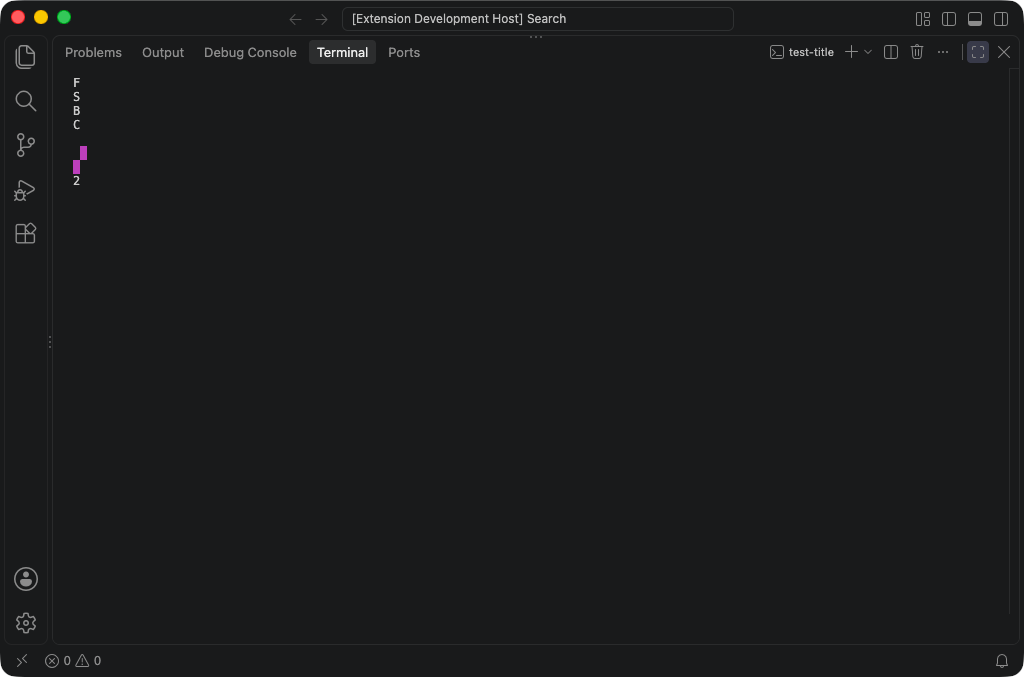 [Extension Development Host] Search
Problems Output Debug Console Terminal Ports test-title
F
S
B
C
2
0 0